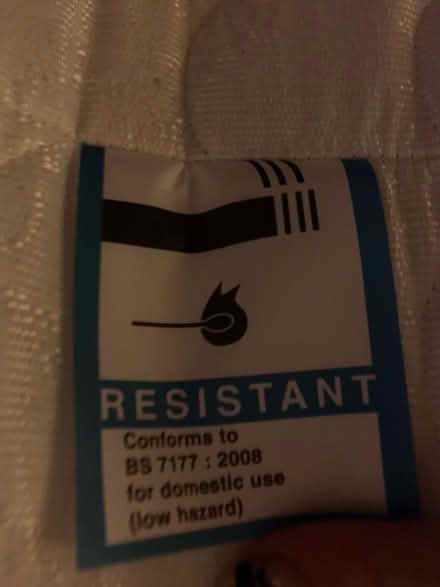 RESISTANT
Conforms to
BS 7177 : 2008
for domestic use
(low hazard)